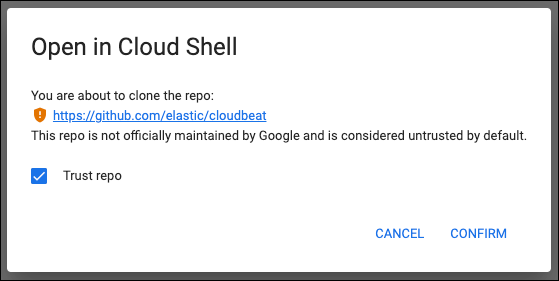 Open in Cloud Shell
You are about to clone the repo:
https://github.com/elastic/cloudbeat
This repo is not officially maintained by Google and is considered untrusted by default.
Trust repo
CANCEL CONFIRM